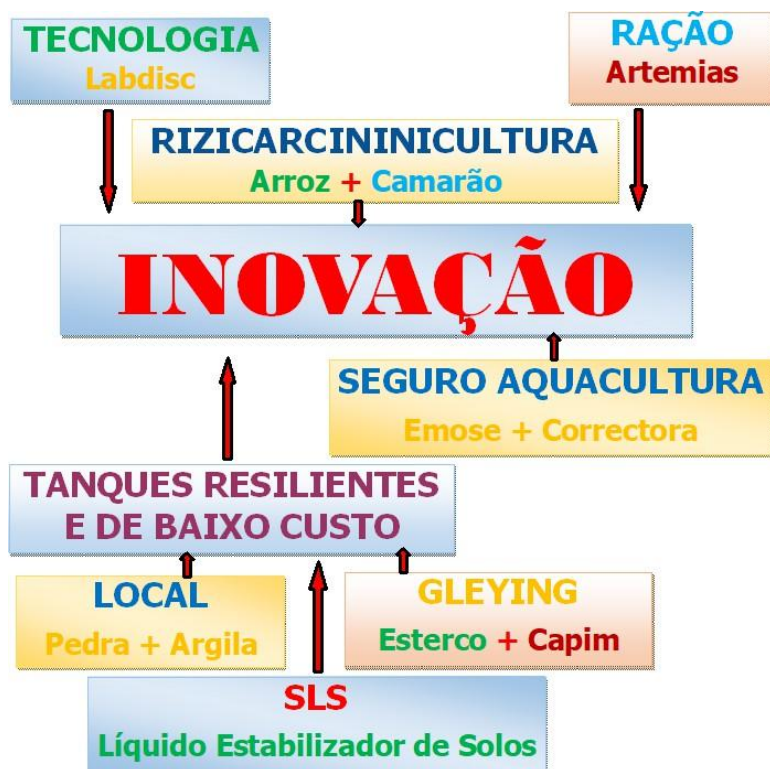 TECNOLOGIA
Labdisc
RAÇÃO
Artemias
RIZICARCININICULTURA
Arroz + Camarão
INOVAÇÃO
SEGURO AQUACULTURA
Emose + Correctora
TANQUES RESILIENTES
E DE BAIXO CUSTO
LOCAL
Pedra + Argila
GLEYING
Esterco + Capim
SLS
Líquido Estabilizador de Solos